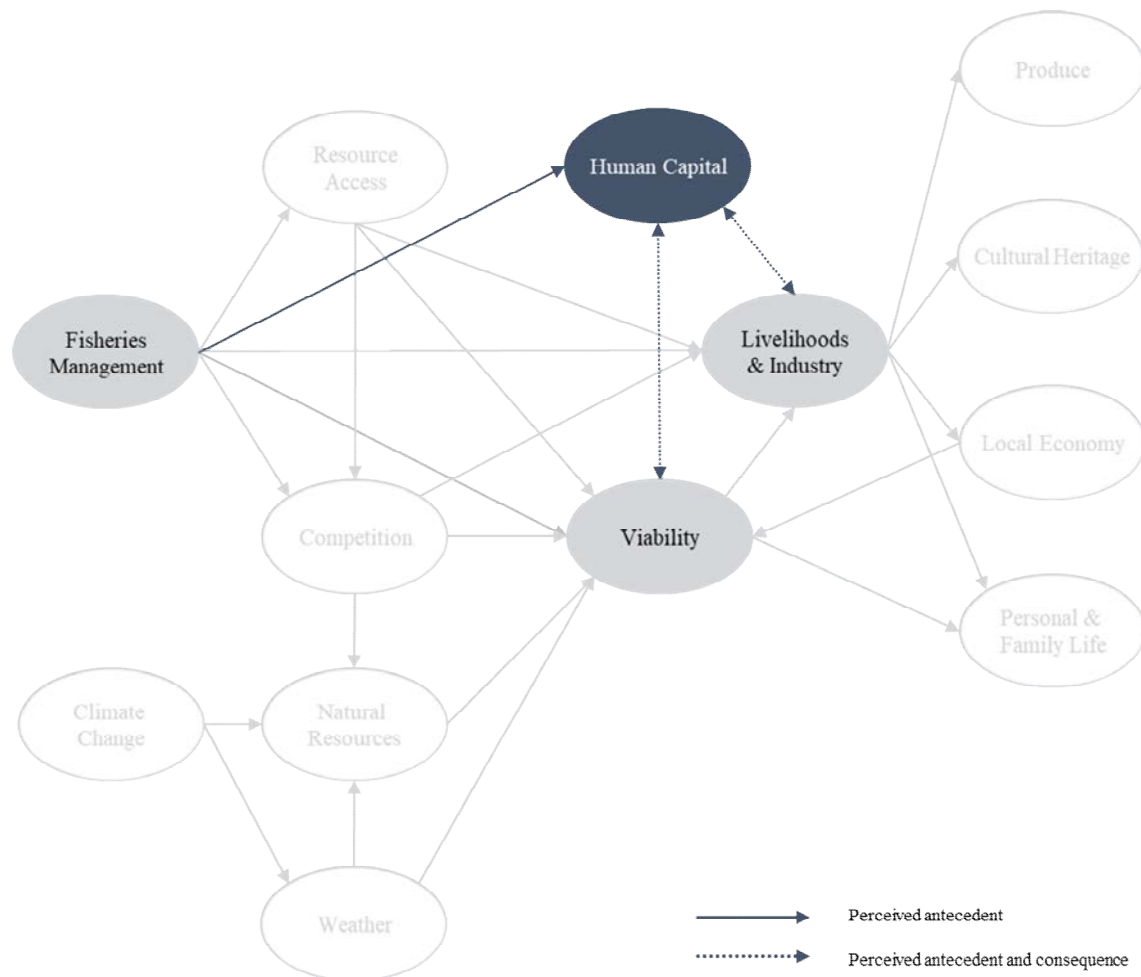 Produce
Human Capital
Resource
Access
Cultural Heritage
Fisheries
Management
Livelihoods
& Industry
Local Economy
Competition
Viability
Personal &
Family Life
Climate
Change
Natural
Resources
Weather
Perceived antecedent
Perceived antecedent and consequence